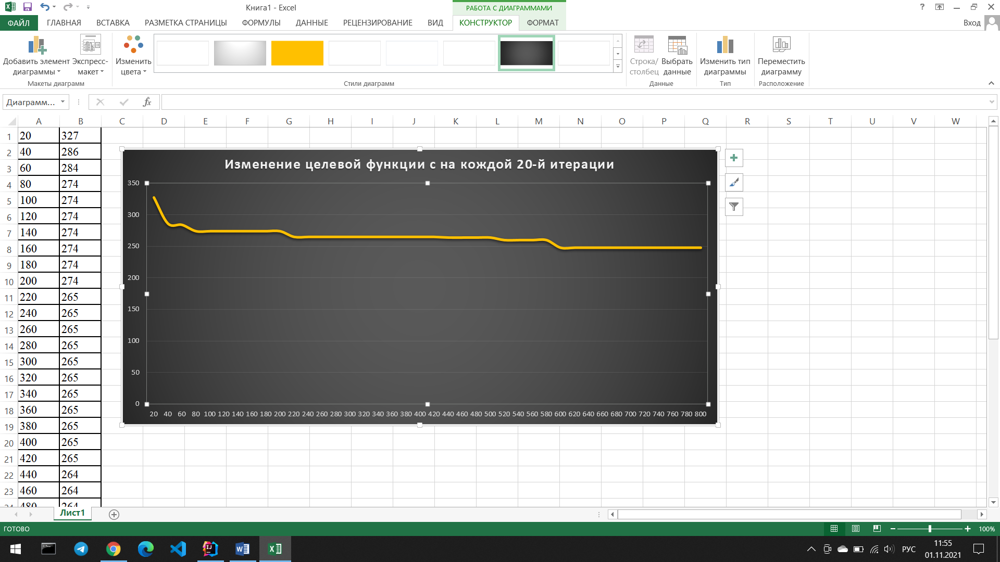 Книга1 - Excel
РАБОТА С ДИАГРАММАМИ
?
ФАЙЛ ГЛАВНАЯ ВСТАВКА РАЗМЕТКА СТРАНИЦЫ ФОРМУЛЫ ДАННЫЕ РЕЦЕНЗИРОВАНИЕ ВИД КОНСТРУКТОР ФОРМАТ Вход
Добавить элемент диаграммы
Экспресс-макет
Изменить цвета
Строка/столбец
Выбрать данные
Изменить тип диаграммы
Переместить диаграмму
Макеты диаграмм Стили диаграмм Данные Тип Расположение
Диаграмм... fx
A B C D E F G H I J K L M N O P Q R S T U V W
1 20 327
2 40 286
3 60 284
4 80 274
5 100 274
6 120 274
7 140 274
8 160 274
9 180 274
10 200 274
11 220 265
12 240 265
13 260 265
14 280 265
15 300 265
16 320 265
17 340 265
18 360 265
19 380 265
20 400 265
21 420 265
22 440 264
23 460 264
24 480 264
Изменение целевой функции с на кождой 20-й итерации
350
300
250
200
150
100
50
0
20 40 60 80 100 120 140 160 180 200 220 240 260 280 300 320 340 360 380 400 420 440 460 480 500 520 540 560 580 600 620 640 660 680 700 720 740 760 780 800
Лист1
ГОТОВО 100%
РУС
11:55
01.11.2021